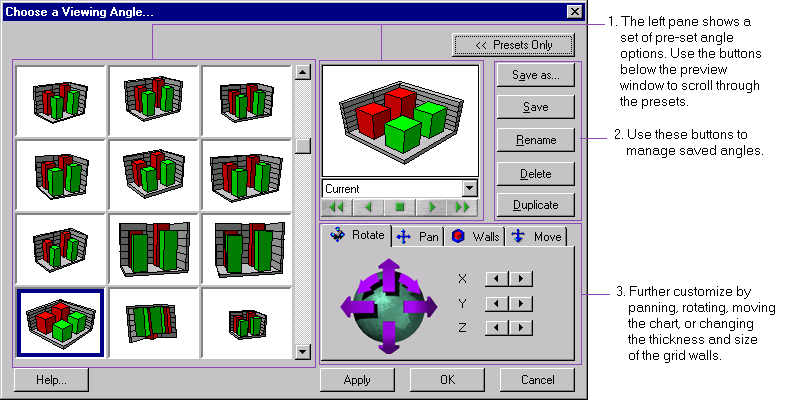 Choose a Viewing Angle...
<< Presets Only
Save as...
Save
Rename
Delete
Duplicate
Current
Rotate
Pan
Walls
Move
X
Y
Z
Help...
Apply
OK
Cancel
1. The left pane shows a
set of pre-set angle
options. Use the buttons
below the preview
window to scroll through
the presets.
2. Use these buttons to
manage saved angles.
3. Further customize by
panning, rotating, moving
the chart, or changing
the thickness and size
of the grid walls.